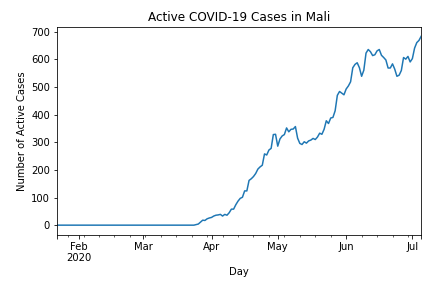 Active COVID-19 Cases in Mali
Number of Active Cases
700
600
500
400
300
200
100
0
Feb
2020
Mar
Apr
May
Jun
Jul
Day